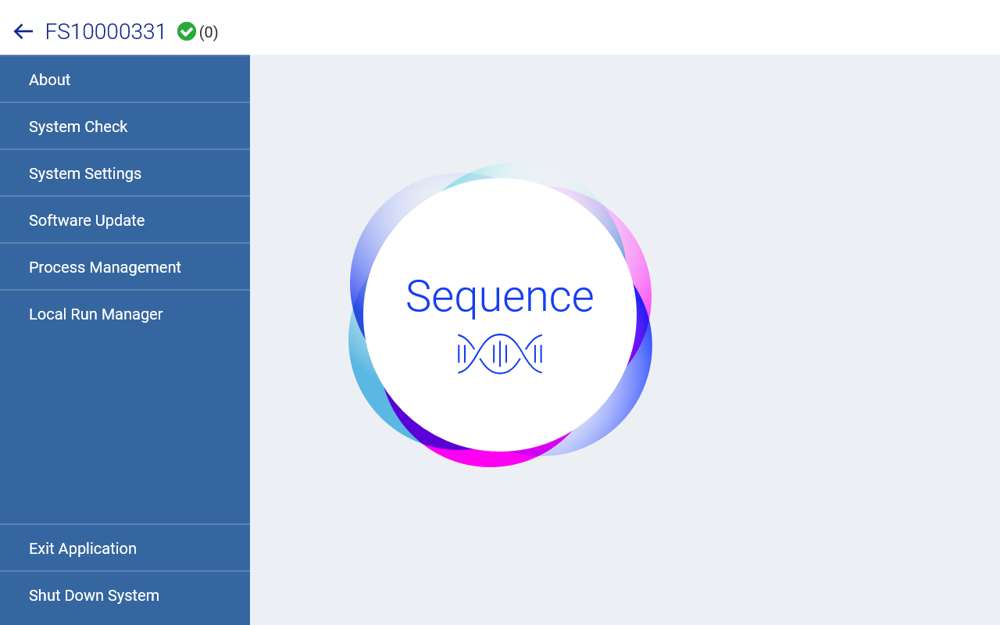 FS10000331 (0)
About
System Check
System Settings
Software Update
Process Management
Local Run Manager
Sequence
Exit Application
Shut Down System